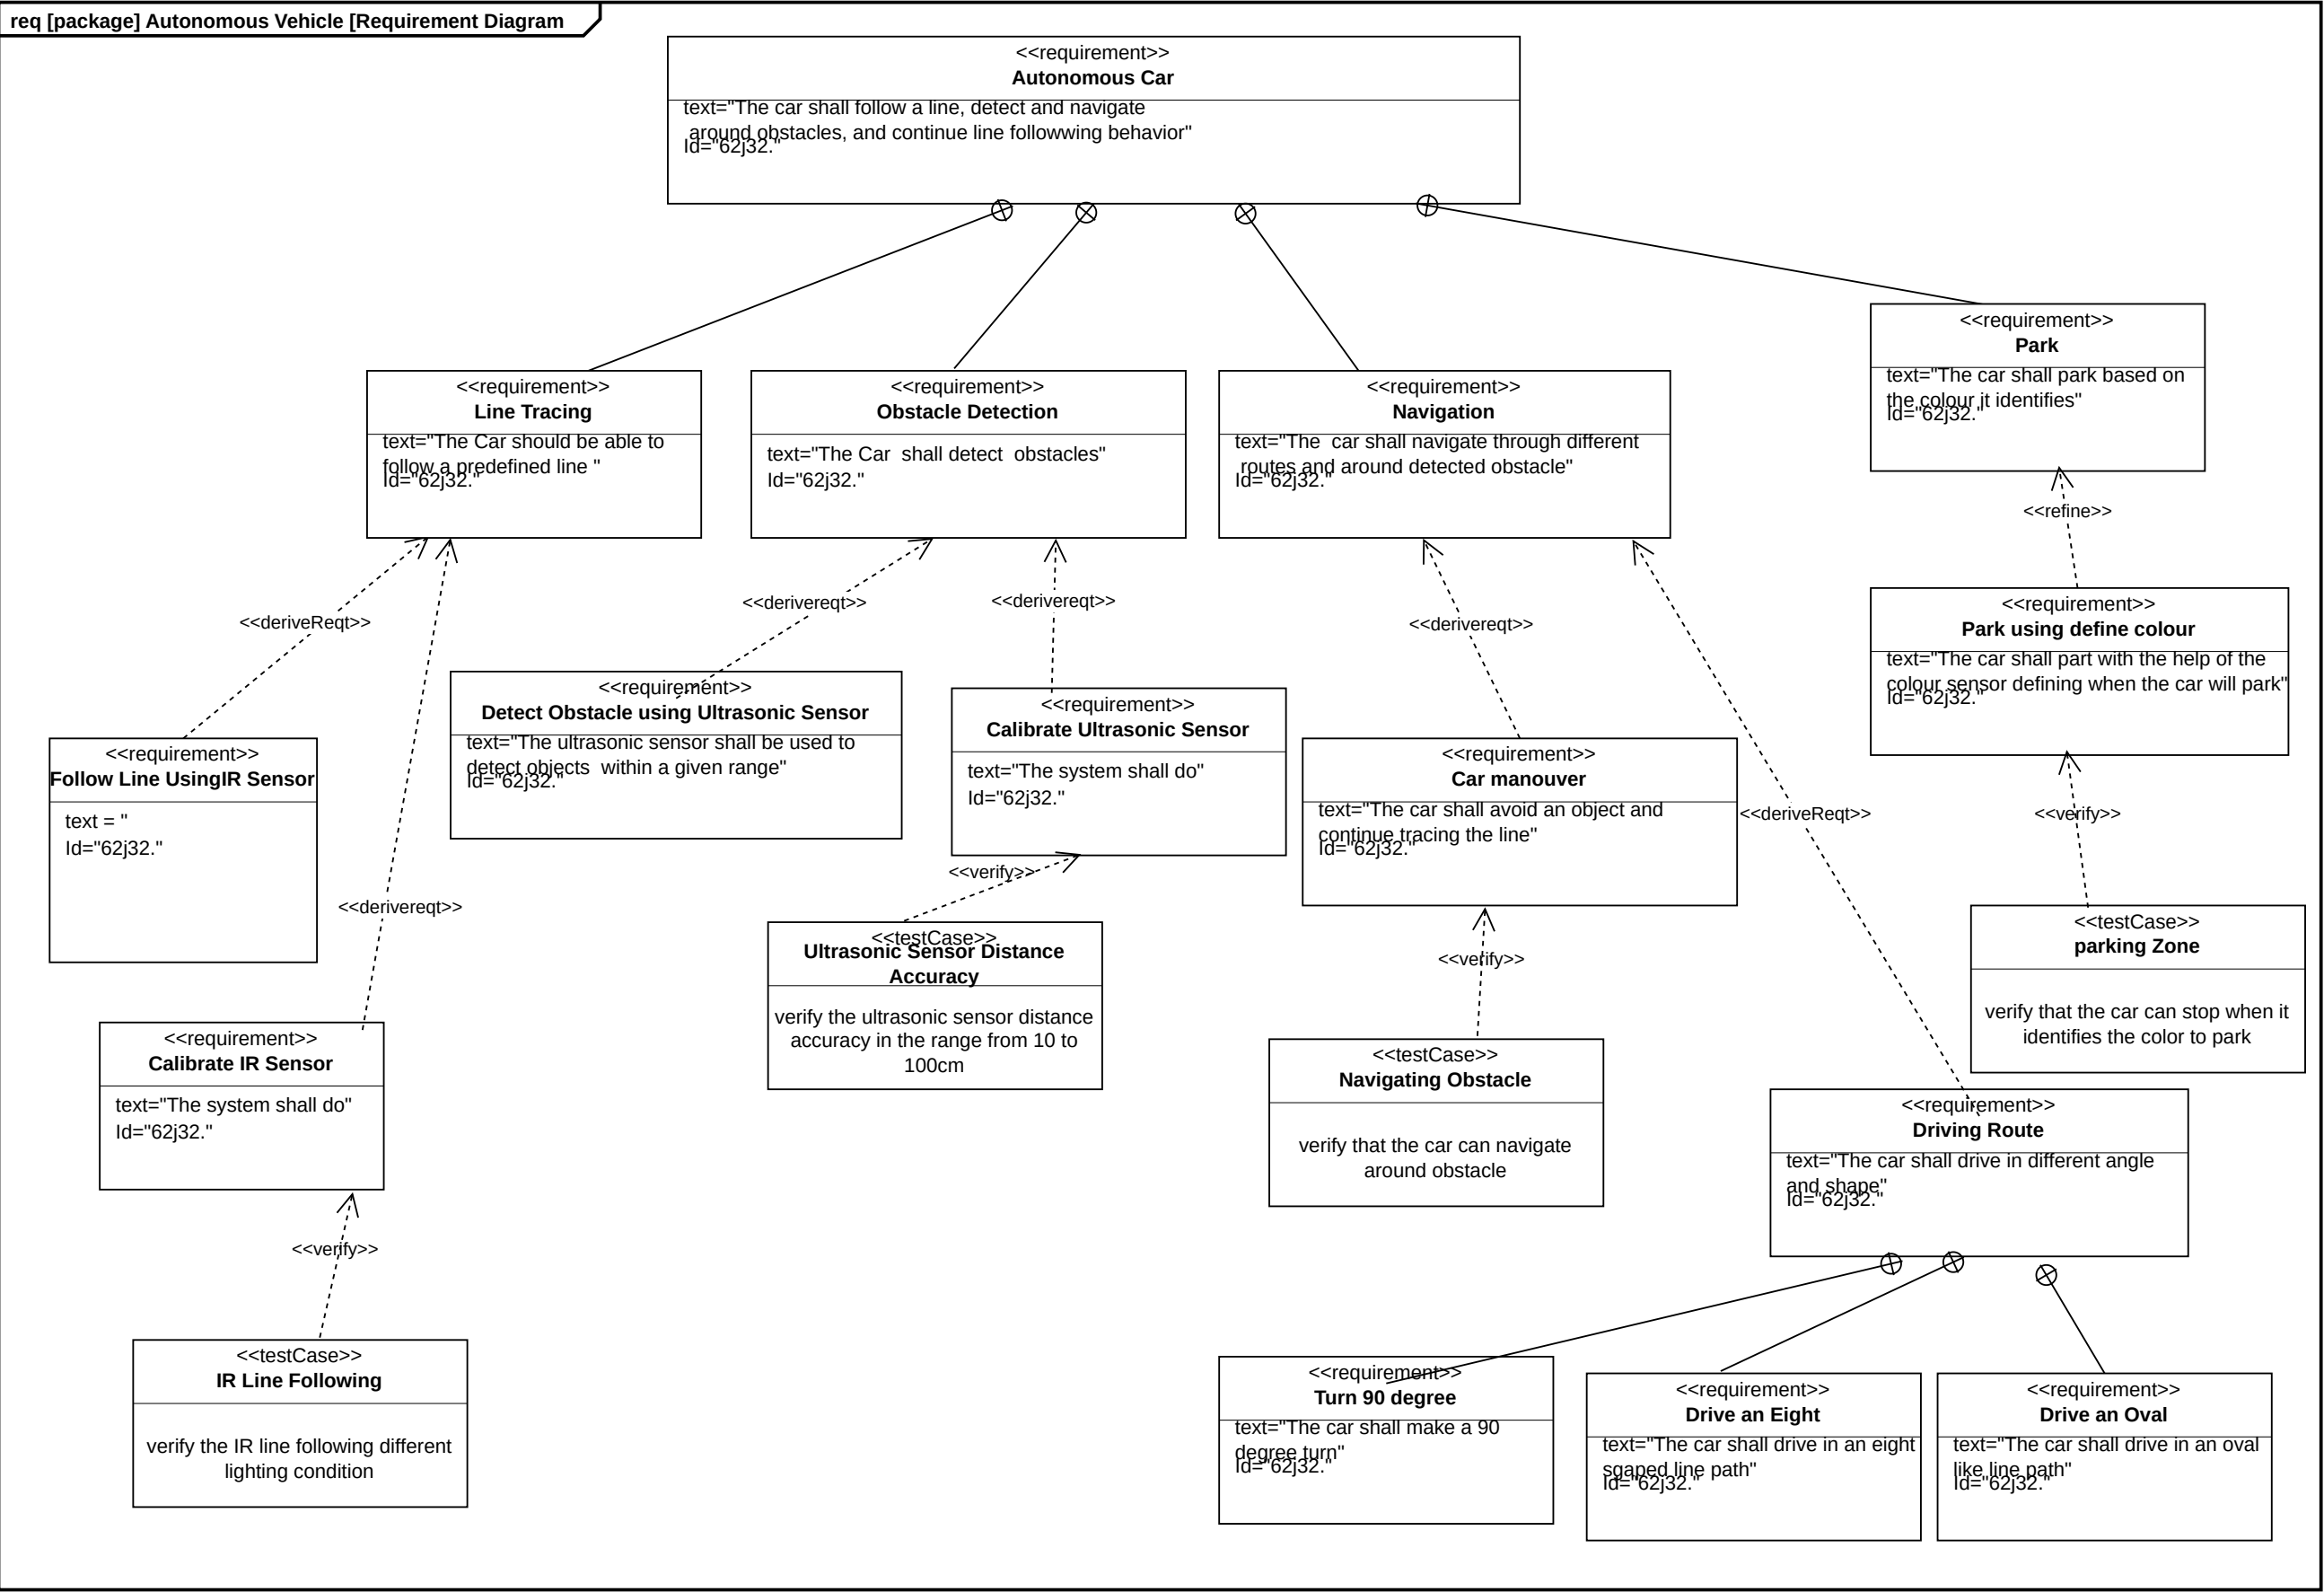 req [package] Autonomous Vehicle [Requirement Diagram
<<requirement>>
Autonomous Car
text="The car shall follow a line, detect and navigate
around obstacles, and continue line followwing behavior"
Id="62j32."
<<requirement>>
Park
text="The car shall park based on
the colour it identifies"
Id="62j32."
<<requirement>>
Line Tracing
text="The Car should be able to
follow a predefined line "
Id="62j32."
<<requirement>>
Obstacle Detection
text="The Car  shall detect  obstacles"
Id="62j32."
<<requirement>>
Navigation
text="The  car shall navigate through different
routes and around detected obstacle"
Id="62j32."
<<refine>>
<<deriveReqt>>
<<derivereqt>>
<<derivereqt>>
<<derivereqt>>
<<requirement>>
Park using define colour
text="The car shall part with the help of the
colour sensor defining when the car will park"
Id="62j32."
<<requirement>>
Detect Obstacle using Ultrasonic Sensor
text="The ultrasonic sensor shall be used to
detect objects  within a given range"
Id="62j32."
<<requirement>>
Calibrate Ultrasonic Sensor
text="The system shall do"
Id="62j32."
<<requirement>>
Follow Line UsingIR Sensor
text = "
Id="62j32."
<<requirement>>
Car manouver
text="The car shall avoid an object and
continue tracing the line"
Id="62j32."
<<deriveReqt>>
<<verify>>
<<verify>>
<<derivereqt>>
<<testCase>>
Ultrasonic Sensor Distance
Accuracy
verify the ultrasonic sensor distance
accuracy in the range from 10 to
100cm
<<verify>>
<<testCase>>
parking Zone
verify that the car can stop when it
identifies the color to park
<<requirement>>
Calibrate IR Sensor
text="The system shall do"
Id="62j32."
<<testCase>>
Navigating Obstacle
verify that the car can navigate
around obstacle
<<requirement>>
Driving Route
text="The car shall drive in different angle
and shape"
Id="62j32."
<<verify>>
<<testCase>>
IR Line Following
verify the IR line following different
lighting condition
<<requirement>>
Turn 90 degree
text="The car shall make a 90
degree turn"
Id="62j32."
<<requirement>>
Drive an Eight
text="The car shall drive in an eight
sgaped line path"
Id="62j32."
<<requirement>>
Drive an Oval
text="The car shall drive in an oval
like line path"
Id="62j32."